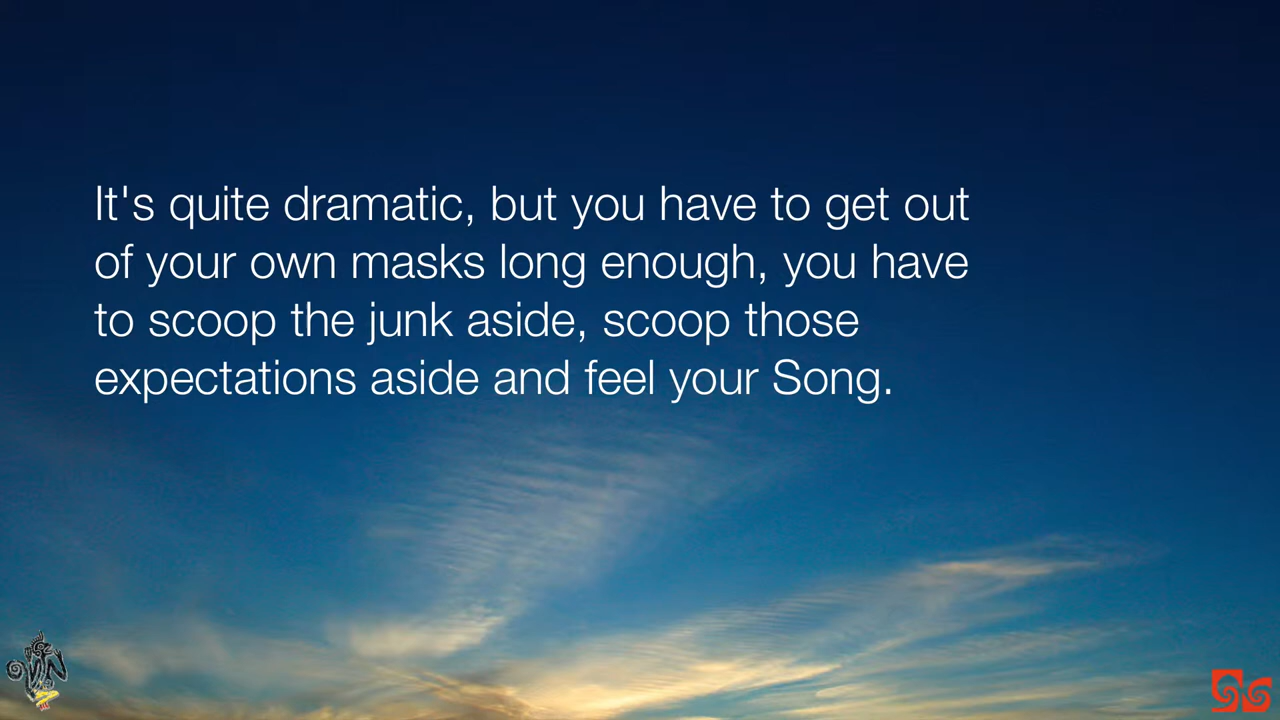 It's quite dramatic, but you have to get out
of your own masks long enough, you have
to scoop the junk aside, scoop those
expectations aside and feel your Song.